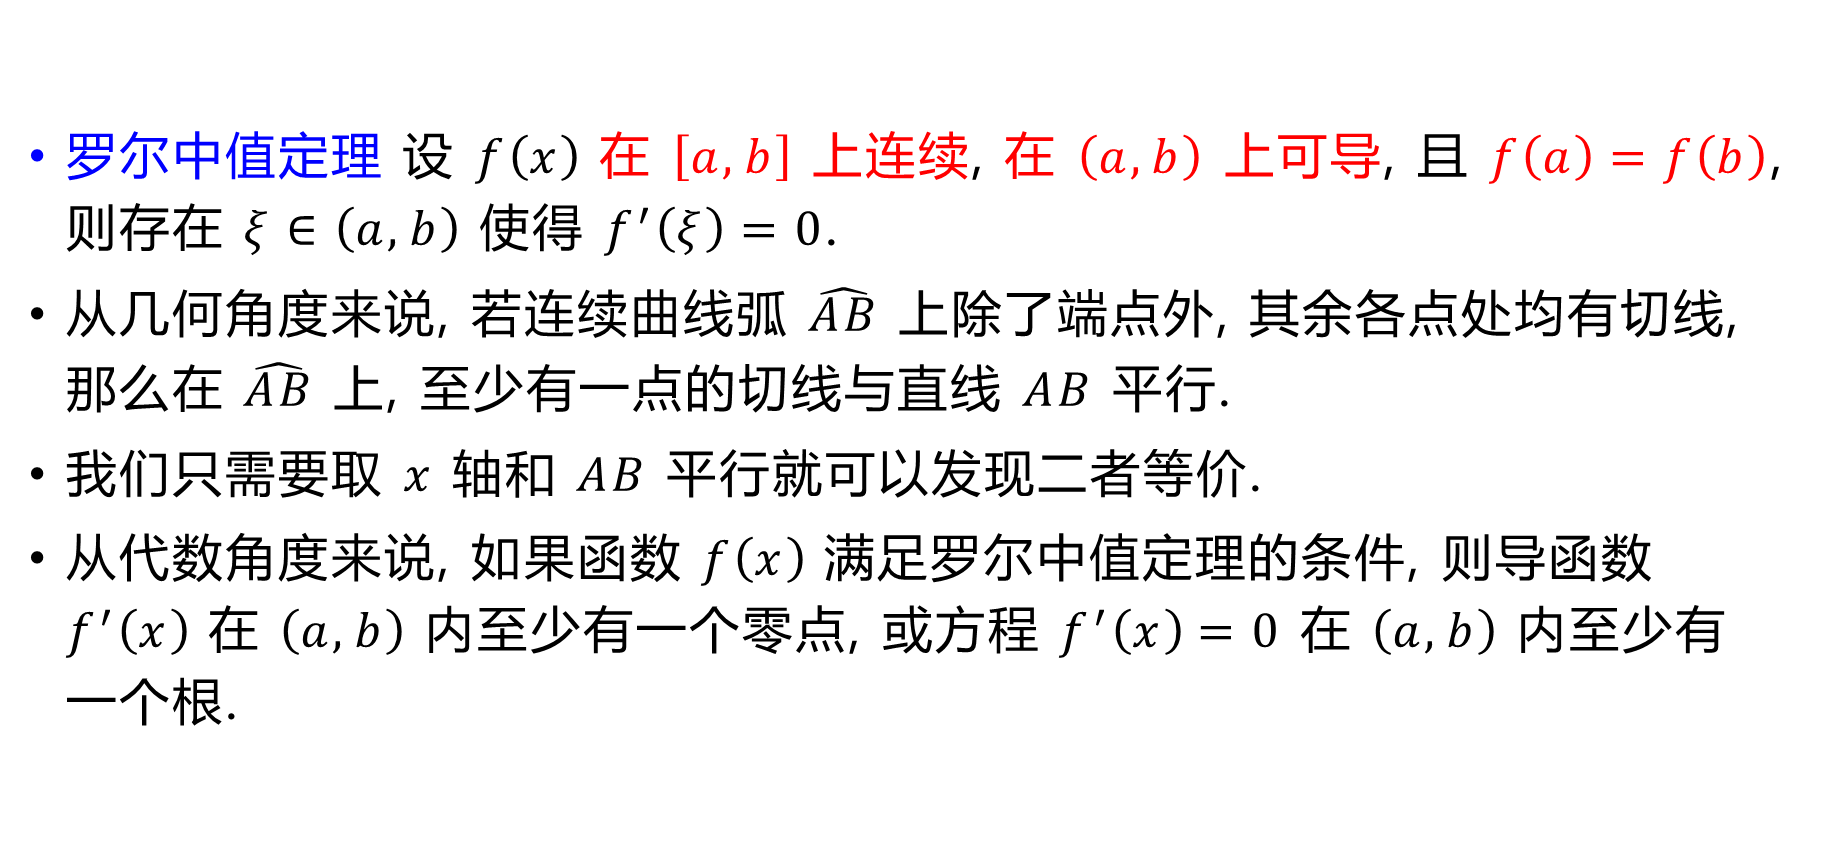 • 罗尔中值定理 设 f(x) 在 [a, b] 上连续, 在 (a, b) 上可导, 且 f(a) = f(b),
则存在 ξ ∈ (a, b) 使得 f′(ξ) = 0.
• 从几何角度来说, 若连续曲线弧 A͡B 上除了端点外, 其余各点处均有切线,
那么在 A͡B 上, 至少有一点的切线与直线 AB 平行.
• 我们只需要取 x 轴和 AB 平行就可以发现二者等价.
• 从代数角度来说, 如果函数 f(x) 满足罗尔中值定理的条件, 则导函数
f′(x) 在 (a, b) 内至少有一个零点, 或方程 f′(x) = 0 在 (a, b) 内至少有
一个根.